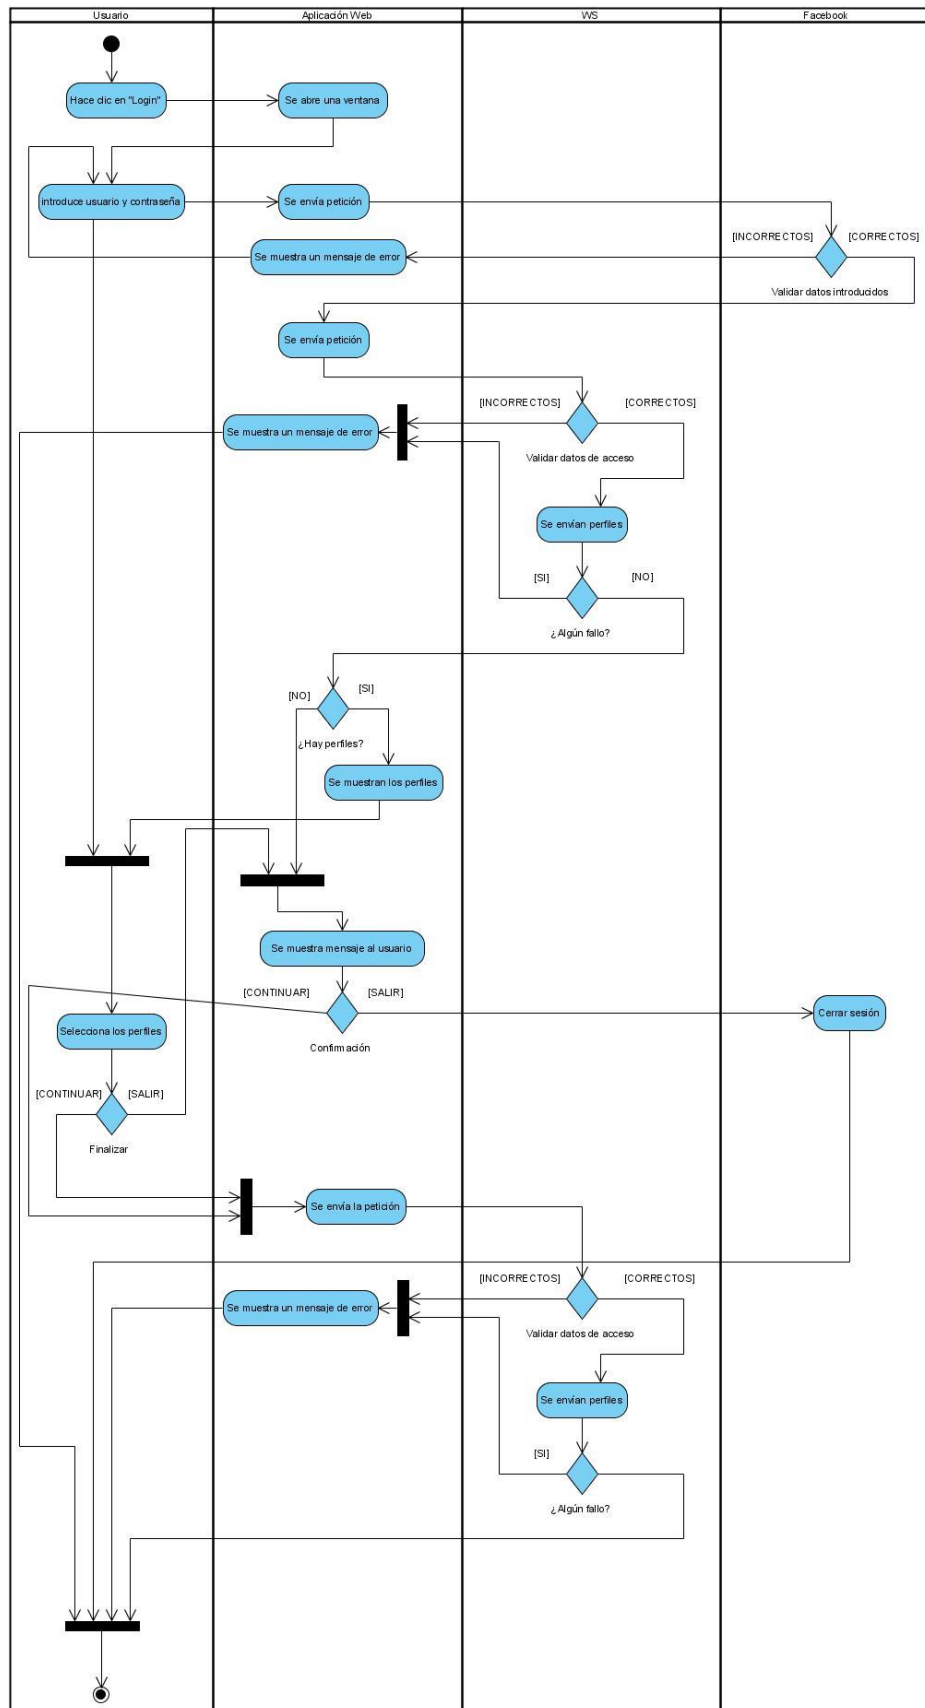 Usuario
Aplicación Web
WS
Facebook
Hace clic en "Login"
Se abre una ventana
introduce usuario y contraseña
Se envía petición
[INCORRECTOS]
[CORRECTOS]
Se muestra un mensaje de error
Validar datos introducidos
Se envía petición
[INCORRECTOS]
[CORRECTOS]
Se muestra un mensaje de error
Validar datos de acceso
Se envían perfiles
[SI]
[NO]
¿Algún fallo?
[NO]
[SI]
¿Hay perfiles?
Se muestran los perfiles
Se muestra mensaje al usuario
[CONTINUAR]
[SALIR]
Cerrar sesión
Selecciona los perfiles
Confirmación
[CONTINUAR]
[SALIR]
Finalizar
Se envía la petición
[INCORRECTOS]
[CORRECTOS]
Se muestra un mensaje de error
Validar datos de acceso
Se envían perfiles
[SI]
¿Algún fallo?